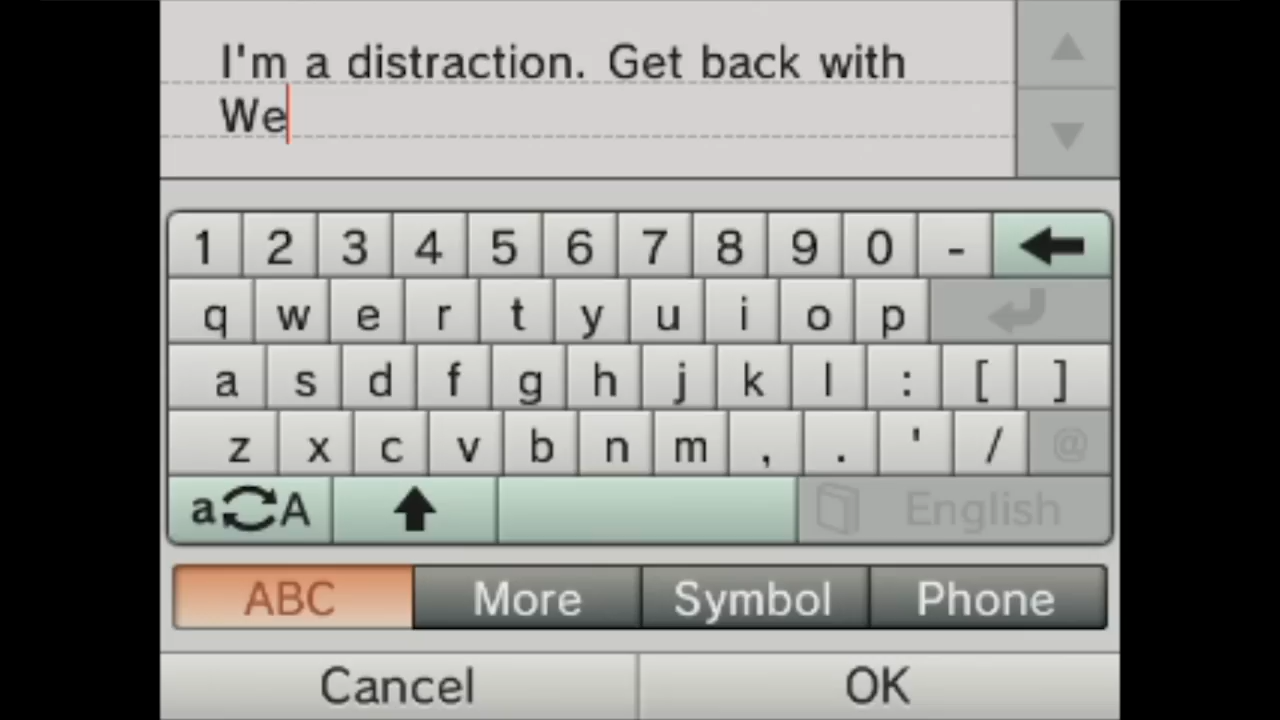 I'm a distraction. Get back with
We
1 2 3 4 5 6 7 8 9 0 -
q w e r t y u i o p
a s d f g h j k l : [ ]
z x c v b n m , . ' / @
a A English
ABC More Symbol Phone
Cancel OK